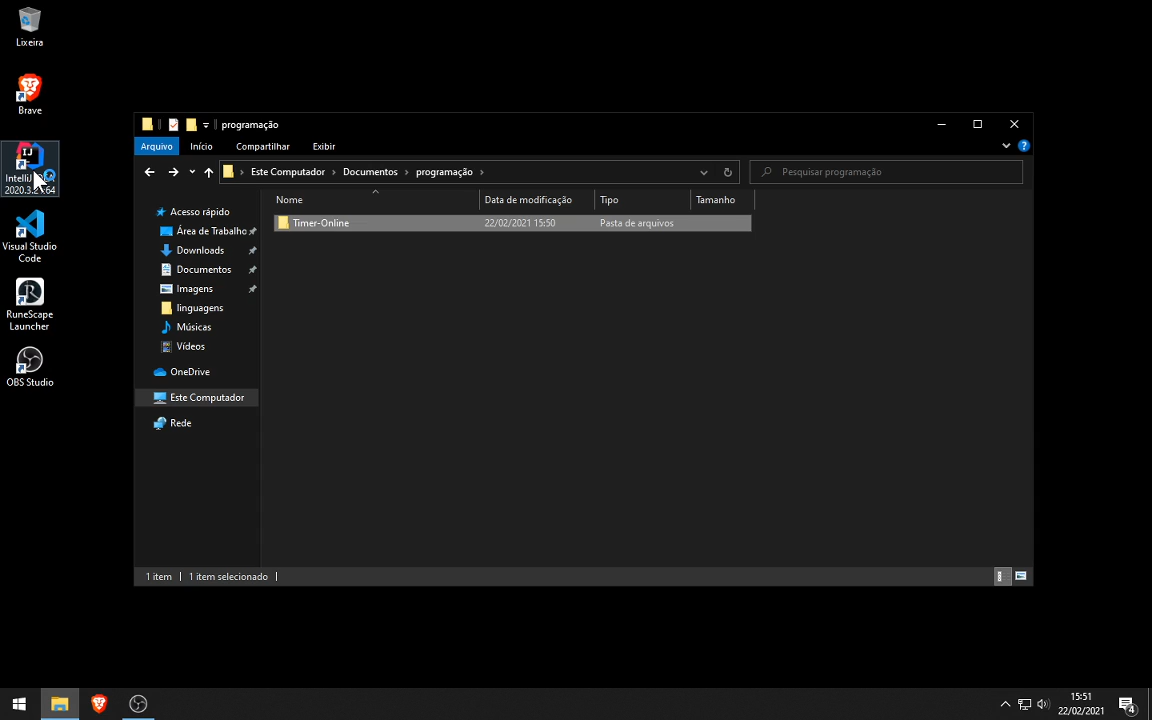 Lixeira
Brave
2020.3.2 x64
Visual Studio
Code
RuneScape
Launcher
OBS Studio
programação
Arquivo Início Compartilhar Exibir
Este Computador Documentos programação
Pesquisar programação
Nome Data de modificação Tipo Tamanho
Timer-Online 22/02/2021 15:50 Pasta de arquivos
Acesso rápido
Área de Trabalho
Downloads
Documentos
Imagens
linguagens
Músicas
Vídeos
OneDrive
Este Computador
Rede
1 item 1 item selecionado
15:51
22/02/2021
4